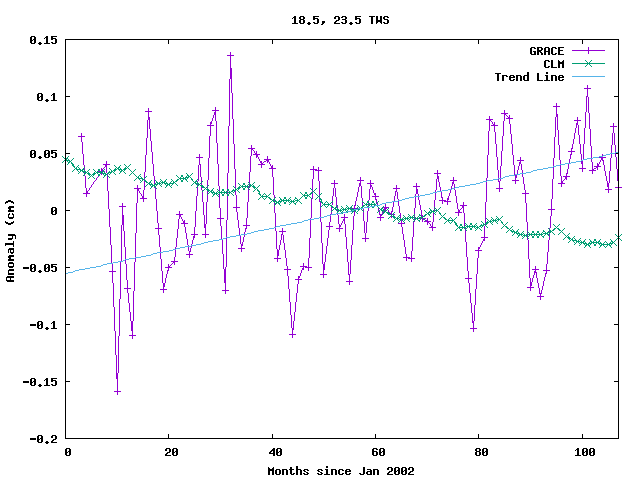 18.5, 23.5 TWS
GRACE
CLM
Trend Line
0.15
0.1
0.05
0
-0.05
-0.1
-0.15
-0.2
Anomaly (cm)
0 20 40 60 80 100
Months since Jan 2002